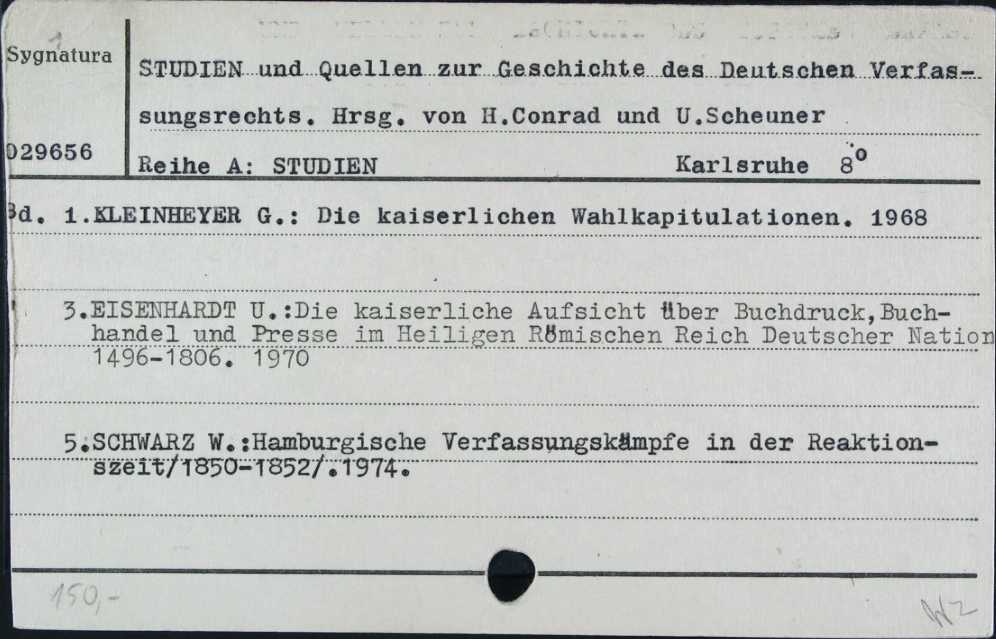 Sygnatura
STUDIEN und Quellen zur Geschichte des Deutschen Verfas-
sungsrechts. Hrsg. von H.Conrad und U.Scheuner
029656
Reihe A: STUDIEN Karlsruhe 8°
Bd. 1.KLEINHEYER G.: Die kaiserlichen Wahlkapitulationen. 1968
3.EISENHARDT U.:Die kaiserliche Aufsicht über Buchdruck,Buch-
handel und Presse im Heiligen Römischen Reich Deutscher Nation
1496-1806. 1970
5.SCHWARZ W.:Hamburgische Verfassungskämpfe in der Reaktion-
szeit/1850-1852/.1974.
150,-